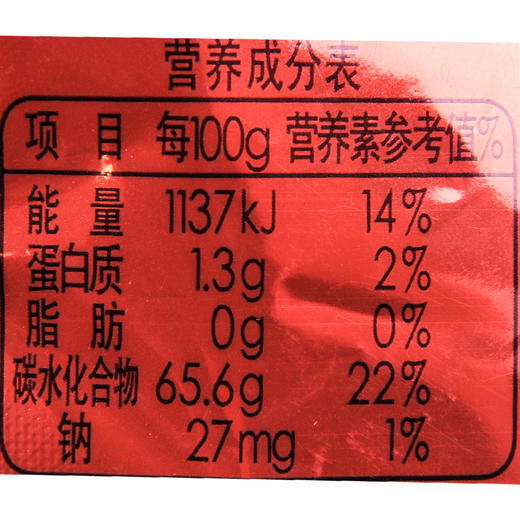 营养成分表
项 目 每100g 营养素参考值%
能 量 1137kJ 14%
蛋白质 1.3g 2%
脂 肪 0g 0%
碳水化合物 65.6g 22%
钠 27mg 1%